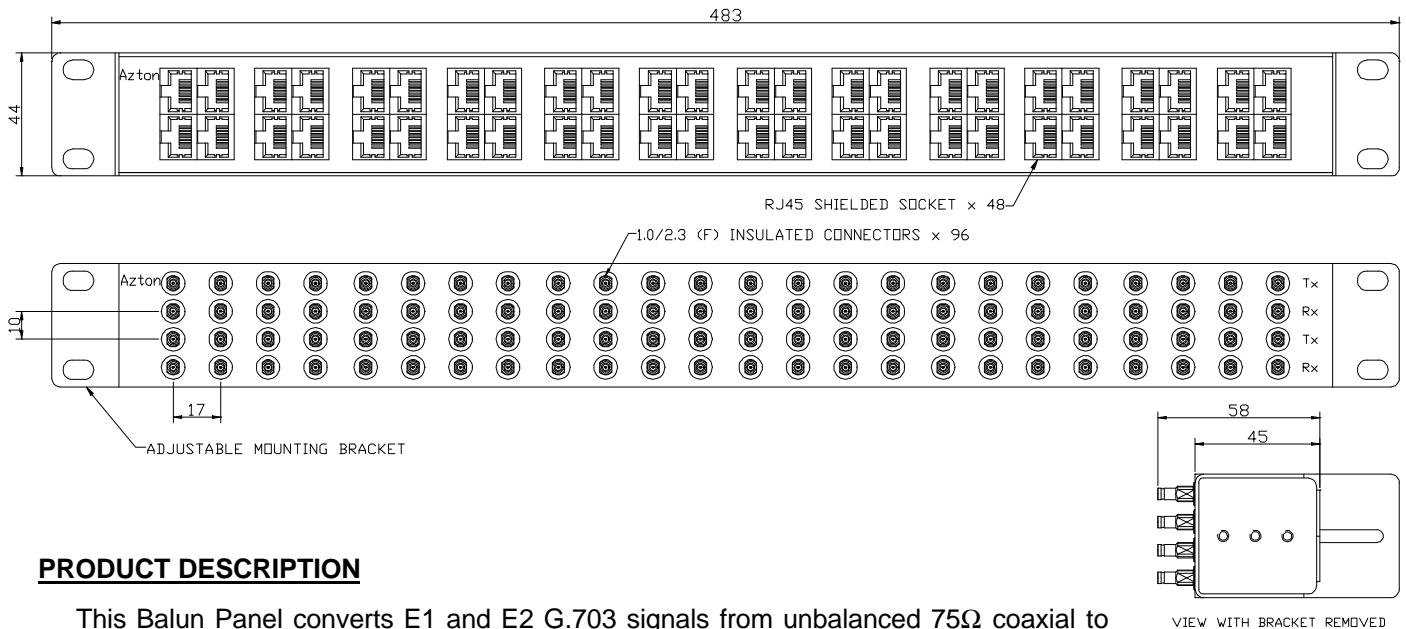 483
44
Azton
RJ45 SHIELDED SOCKET × 48
1.0/2.3 (F) INSULATED CONNECTORS × 96
Azton
Tx
Rx
Tx
Rx
10
17
ADJUSTABLE MOUNTING BRACKET
58
45
VIEW WITH BRACKET REMOVED
PRODUCT DESCRIPTION
This Balun Panel converts E1 and E2 G.703 signals from unbalanced 75Ω coaxial to